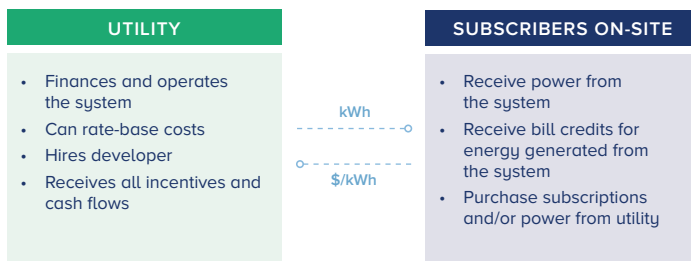 UTILITY
• Finances and operates
the system
• Can rate-base costs
• Hires developer
• Receives all incentives and
cash flows
kWh
$/kWh
SUBSCRIBERS ON-SITE
• Receive power from
the system
• Receive bill credits for
energy generated from
the system
• Purchase subscriptions
and/or power from utility